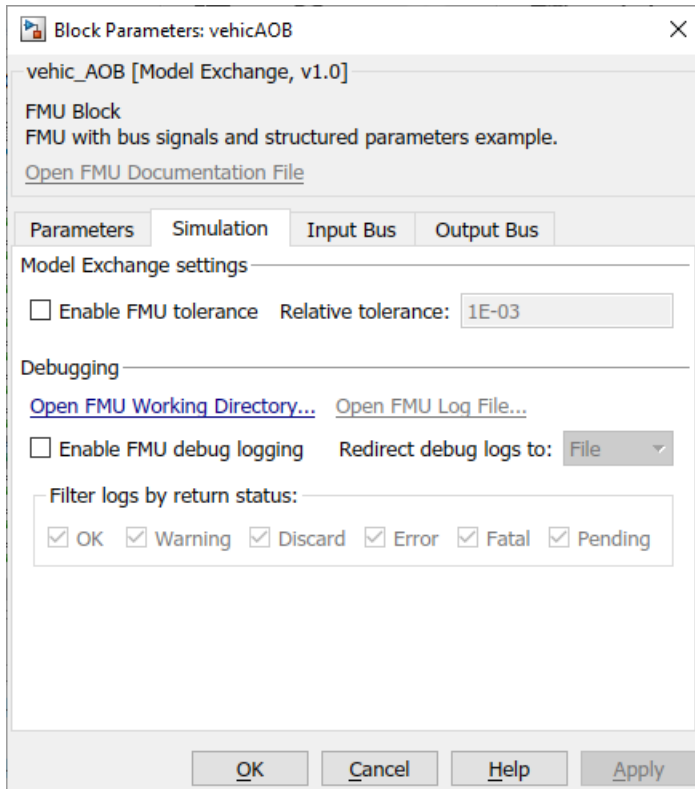 Block Parameters: vehicAOB
vehic_AOB [Model Exchange, v1.0]
FMU Block
FMU with bus signals and structured parameters example.
Open FMU Documentation File
Parameters Simulation Input Bus Output Bus
Model Exchange settings
Enable FMU tolerance Relative tolerance: 1E-03
Debugging
Open FMU Working Directory... Open FMU Log File...
Enable FMU debug logging Redirect debug logs to: File
Filter logs by return status:
OK Warning Discard Error Fatal Pending
OK Cancel Help Apply